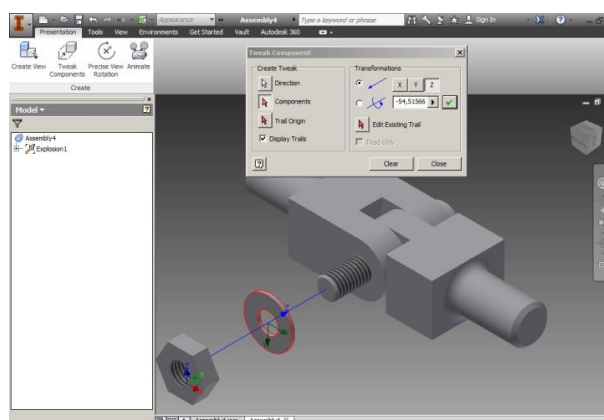 Appearance
Assembly4
Type a keyword or phrase
Sign In
Presentation Tools View Environments Get Started Vault Autodesk 360
Create View
Tweak Components
Precise View Rotation
Animate
Create
Model
Assembly4
Explosion1
Tweak Component
Create Tweak
Direction
Components
Trail Origin
Display Trails
Transformations
X Y Z
-54,51566
Edit Existing Trail
Triad Only
Clear Close
Z